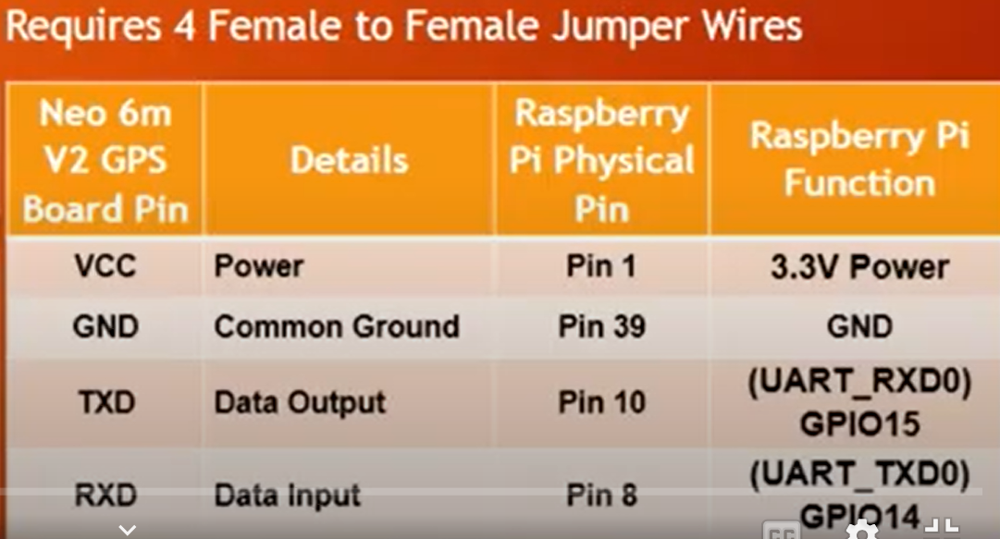 Requires 4 Female to Female Jumper Wires
Neo 6m
V2 GPS
Board Pin
Details
Raspberry
Pi Physical
Pin
Raspberry Pi
Function
VCC Power Pin 1 3.3V Power
GND Common Ground Pin 39 GND
TXD Data Output Pin 10 (UART_RXD0)
GPIO15
RXD Data Input Pin 8 (UART_TXD0)
GPIO14
CC